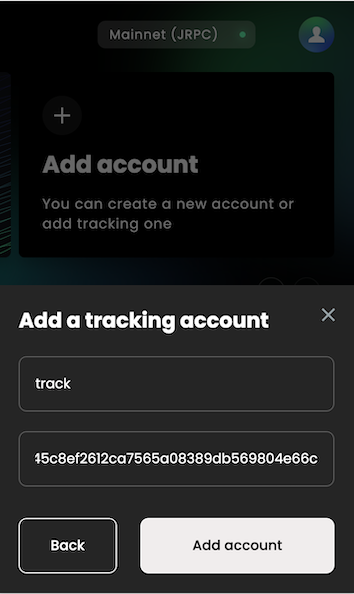 Mainnet (JRPC)
Add account
You can create a new account or
add tracking one
Add a tracking account
track
45c8ef2612ca7565a08389db569804e66c
Back
Add account